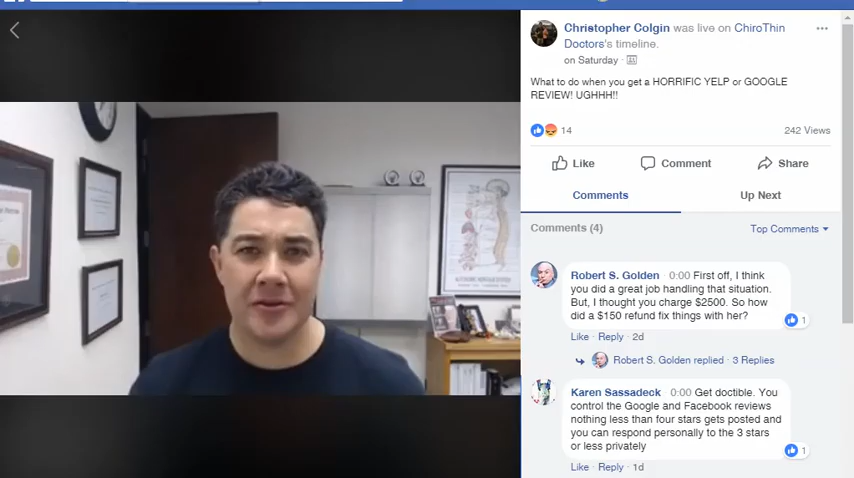 Christopher Colgin was live on ChiroThin
Doctors's timeline.
on Saturday
What to do when you get a HORRIFIC YELP or GOOGLE
REVIEW! UGHHH!!
14
242 Views
Like
Comment
Share
Comments
Up Next
Comments (4)
Top Comments
Robert S. Golden 0:00 First off, I think
you did a great job handling that situation.
But, I thought you charge $2500. So how
did a $150 refund fix things with her?
1
Like · Reply · 2d
Robert S. Golden replied · 3 Replies
Karen Sassadeck 0:00 Get doctible. You
control the Google and Facebook reviews
nothing less than four stars gets posted and
you can respond personally to the 3 stars
or less privately
1
Like · Reply · 1d